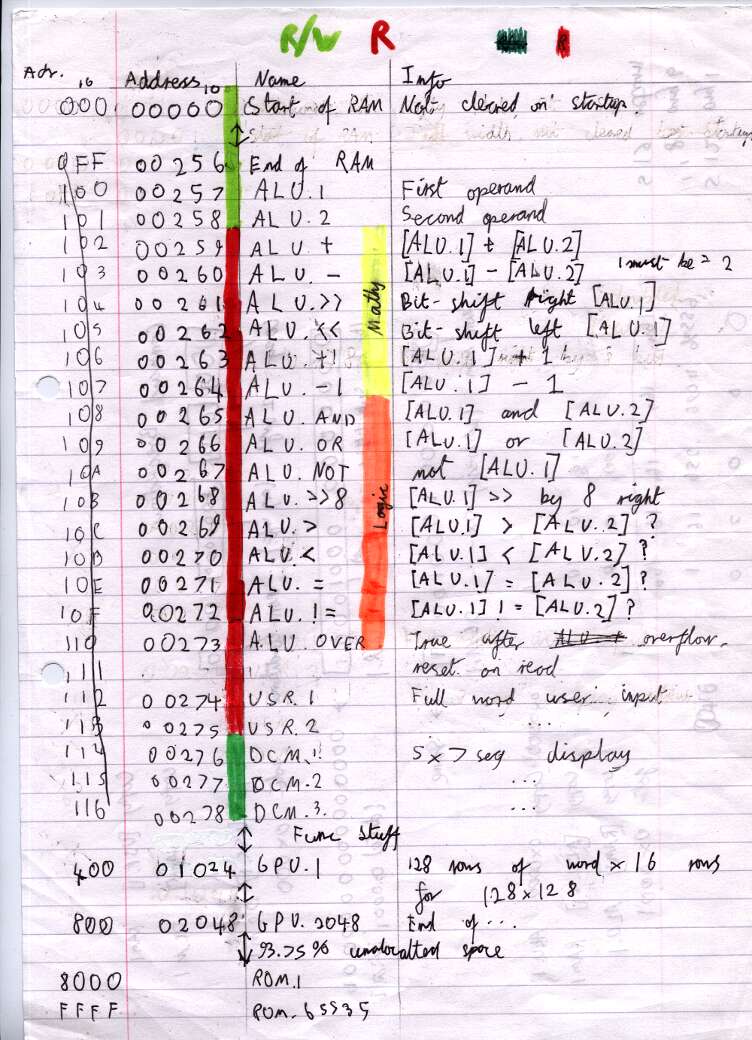 R/W R R
Adr. 16 Address 10 Name Info
000 00000 Start of RAM Not cleared on startup.
0FF 00256 End of RAM
100 00257 ALU.1 First operand
101 00258 ALU.2 Second operand
102 00259 ALU + [ALU.1] + [ALU.2]
103 00260 ALU - [ALU.1] - [ALU.2] 1 must be = 2
104 00261 ALU.>> Bit-shift right [ALU.1]
105 00262 ALU.<< Bit-shift left [ALU.1]
106 00263 ALU +1 [ALU.1] + 1
107 00264 ALU. -1 [ALU.1] - 1
Maths
108 00265 ALU. AND [ALU.1] and [ALU.2]
109 00266 ALU. OR [ALU.1] or [ALU.2]
10A 00267 ALU. NOT not [ALU.1]
10B 00268 ALU.>>8 [ALU.1] >> by 8 right
10C 00269 ALU.> [ALU.1] > [ALU.2] ?
10D 00270 ALU.< [ALU.1] < [ALU.2] ?
10E 00271 ALU. = [ALU.1] = [ALU.2] ?
10F 00272 ALU. != [ALU.1] != [ALU.2] ?
Logic
110 00273 ALU OVER True after overflow.
111 reset on read
112 00274 USR.1 Full word user input
113 00275 USR.2 ...
114 00276 DCM.1 5x7 seg display
115 00277 DCM.2 ...
116 00278 DCM.3 ...
Func stuff
400 01024 GPU.1 128 rows of word x 16 rows
for 128x128
800 02048 GPU.2048 End of ...
93.75% space
8000 ROM.1
FFFF ROM.65535